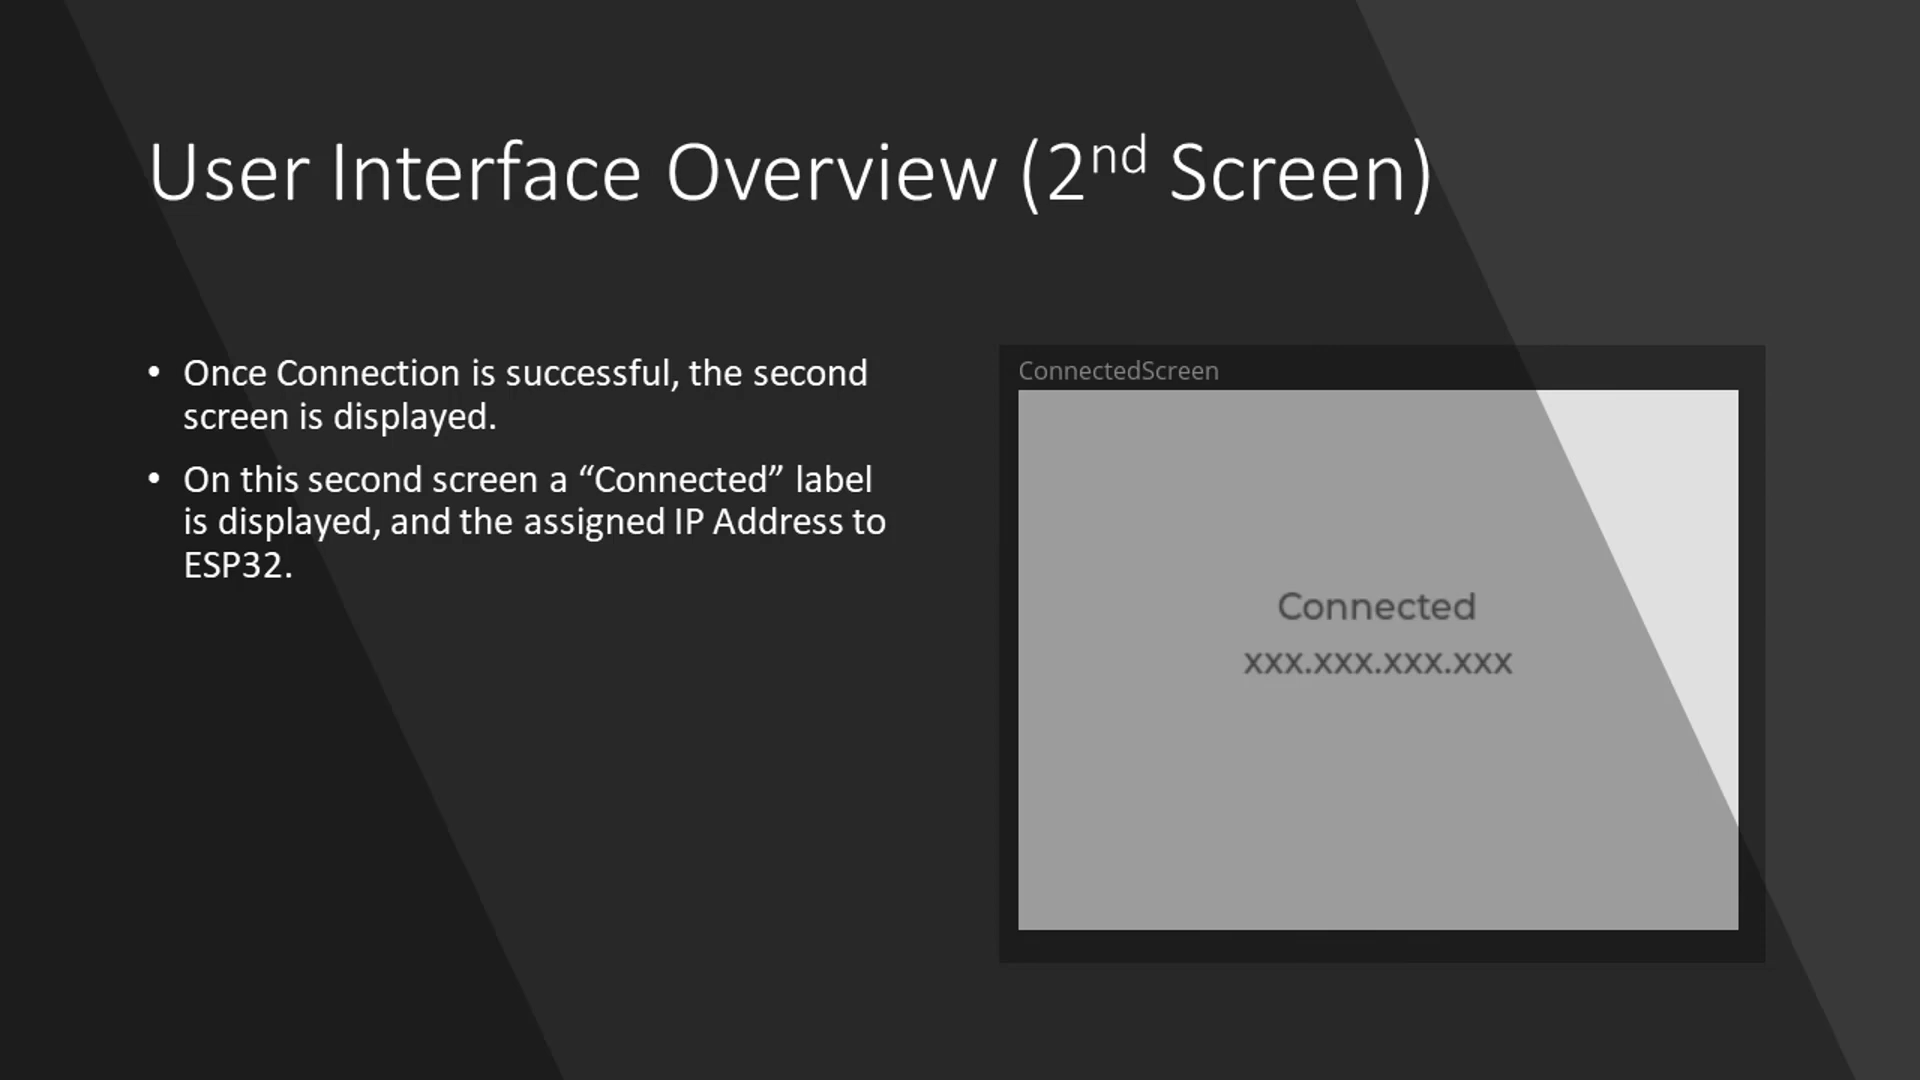 User Interface Overview (2nd Screen)
• Once Connection is successful, the second
screen is displayed.
• On this second screen a “Connected” label
is displayed, and the assigned IP Address to
ESP32.
ConnectedScreen
Connected
xxx.xxx.xxx.xxx